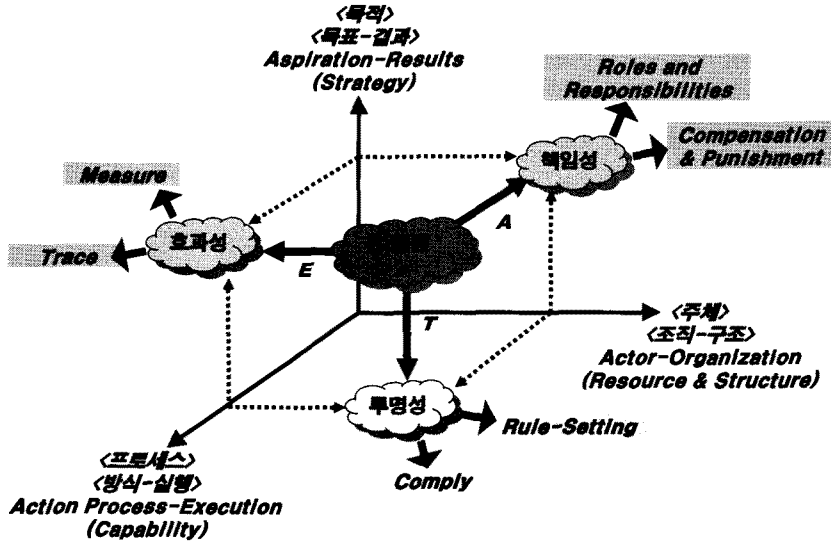 <목적>
<목표-결과>
Aspiration-Results
(Strategy)
Roles and
Responsibilities
책임성
Compensation
& Punishment
Measure
효과성
Trace
A
E
T
<주체>
<조직-구조>
Actor-Organization
(Resource & Structure)
투명성
Rule-Setting
Comply
<프로세스>
<방식-실행>
Action Process-Execution
(Capability)